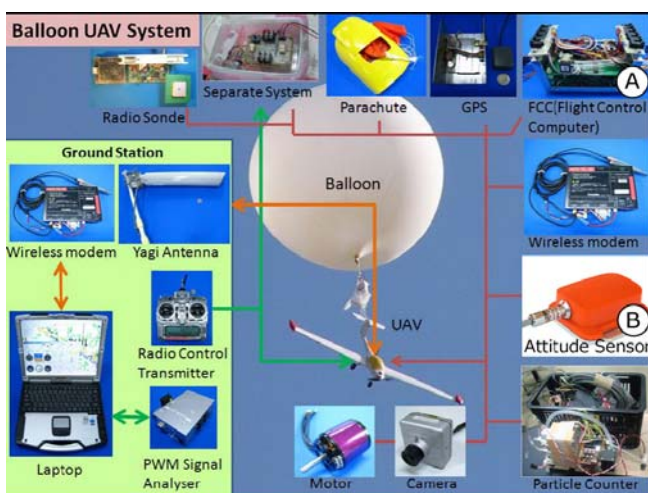 Balloon UAV System
Radio Sonde
Separate System
Parachute
GPS
A
FCC(Flight Control
Computer)
Ground Station
Wireless modem
Yagi Antenna
Balloon
Wireless modem
Radio Control
Transmitter
UAV
B
Attitude Sensor
Laptop
PWM Signal
Analyser
Motor
Camera
Particle Counter